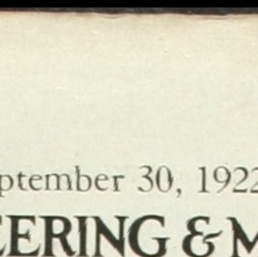 ptember 30, 1922
EERING & M